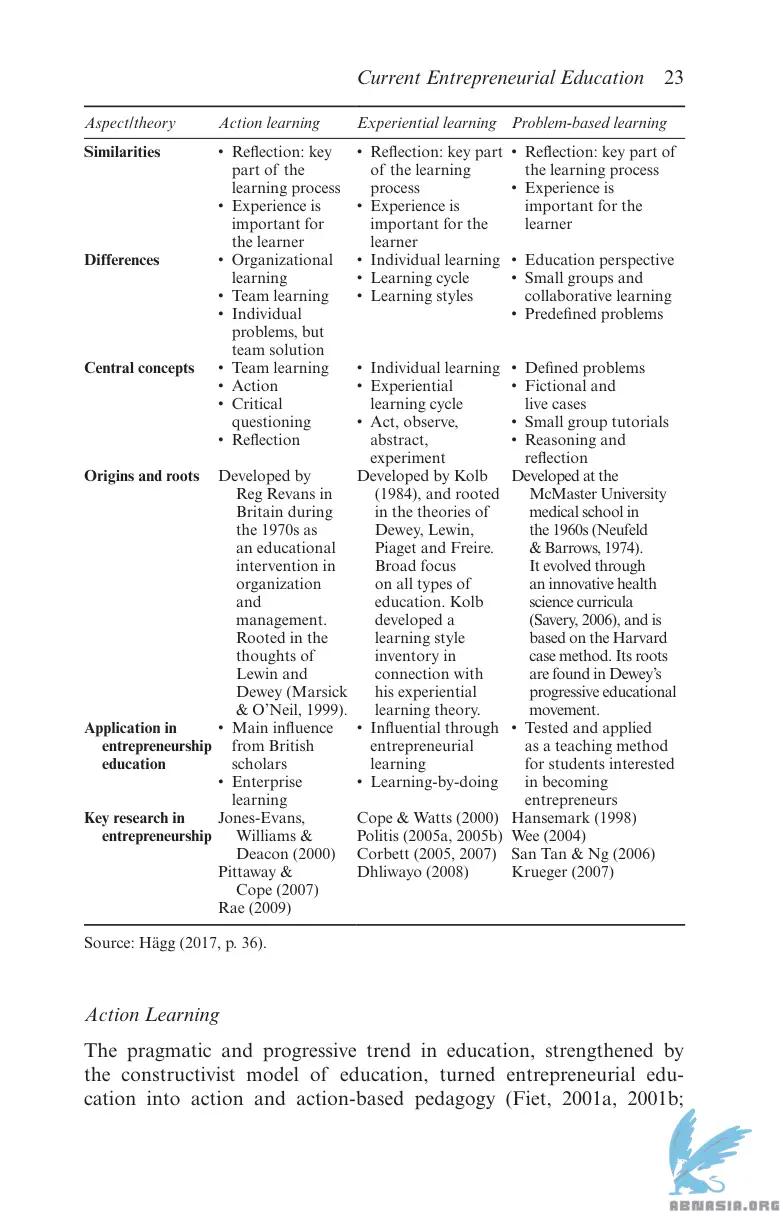 Current Entrepreneurial Education 23
Aspect/theory Action learning Experiential learning Problem-based learning
Similarities • Reflection: key • Reflection: key part • Reflection: key part of
part of the of the learning the learning process
learning process process • Experience is
• Experience is • Experience is important for the
important for important for the learner
the learner learner
Differences • Organizational • Individual learning • Education perspective
learning • Learning cycle • Small groups and
• Team learning • Learning styles collaborative learning
• Individual • Predefined problems
problems, but
team solution
Central concepts • Team learning • Individual learning • Defined problems
• Action • Experiential • Fictional and
• Critical learning cycle live cases
questioning • Act, observe, • Small group tutorials
• Reflection abstract, • Reasoning and
experiment reflection
Origins and roots Developed by Developed by Kolb Developed at the
Reg Revans in (1984), and rooted McMaster University
Britain during in the theories of medical school in
the 1970s as Dewey, Lewin, the 1960s (Neufeld
an educational Piaget and Freire. & Barrows, 1974).
intervention in Broad focus It evolved through
organization on all types of an innovative health
and education. Kolb science curricula
management. developed a (Savery, 2006), and is
Rooted in the learning style based on the Harvard
thoughts of inventory in case method. Its roots
Lewin and connection with are found in Dewey's
Dewey (Marsick his experiential progressive educational
& O'Neil, 1999). learning theory. movement.
Application in • Main influence • Influential through • Tested and applied
entrepreneurship from British entrepreneurial as a teaching method
education scholars learning for students interested
• Enterprise • Learning-by-doing in becoming
learning entrepreneurs
Key research in Jones-Evans, Cope & Watts (2000) Hansemark (1998)
entrepreneurship Williams & Politis (2005a, 2005b) Wee (2004)
Deacon (2000) Corbett (2005, 2007) San Tan & Ng (2006)
Pittaway & Dhliwayo (2008) Krueger (2007)
Cope (2007)
Rae (2009)
Source: Hägg (2017, p. 36).
Action Learning
The pragmatic and progressive trend in education, strengthened by
the constructivist model of education, turned entrepreneurial edu-
cation into action and action-based pedagogy (Fiet, 2001a, 2001b;
ABNASIA.ORG